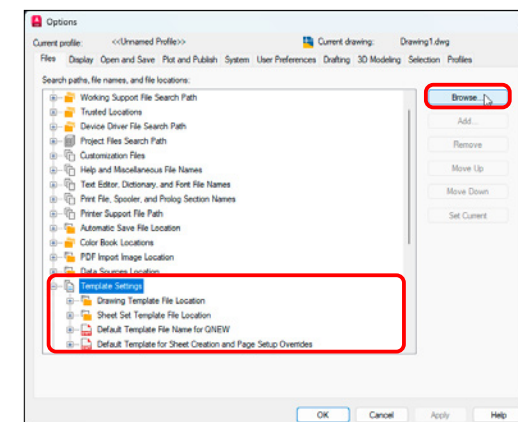 Options
Current profile: <<Unnamed Profile>> Current drawing: Drawing1.dwg
Files Display Open and Save Plot and Publish System User Preferences Drafting 3D Modeling Selection Profiles
Search paths, file names, and file locations:
Working Support File Search Path
Trusted Locations
Device Driver File Search Path
Project Files Search Path
Customization Files
Help and Miscellaneous File Names
Text Editor, Dictionary, and Font File Names
Print File, Spooler, and Prolog Section Names
Printer Support File Path
Automatic Save File Location
Color Book Locations
PDF Import Image Location
Data Sources Location
Template Settings
Drawing Template File Location
Sheet Set Template File Location
Default Template File Name for QNEW
Default Template for Sheet Creation and Page Setup Overrides
Browse...
Add...
Remove
Move Up
Move Down
Set Current
OK Cancel Apply Help